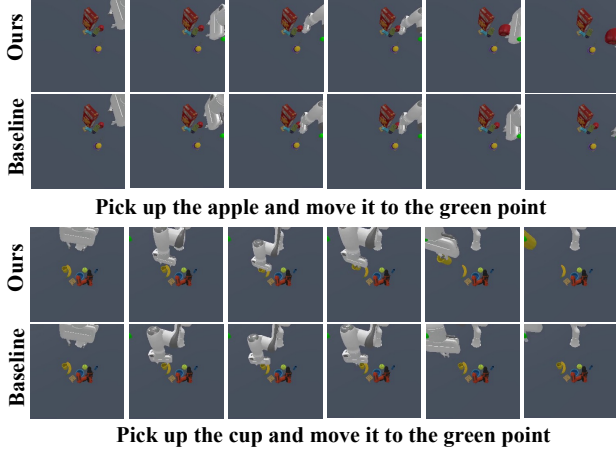 Ours
Baseline
Pick up the apple and move it to the green point
Ours
Baseline
Pick up the cup and move it to the green point